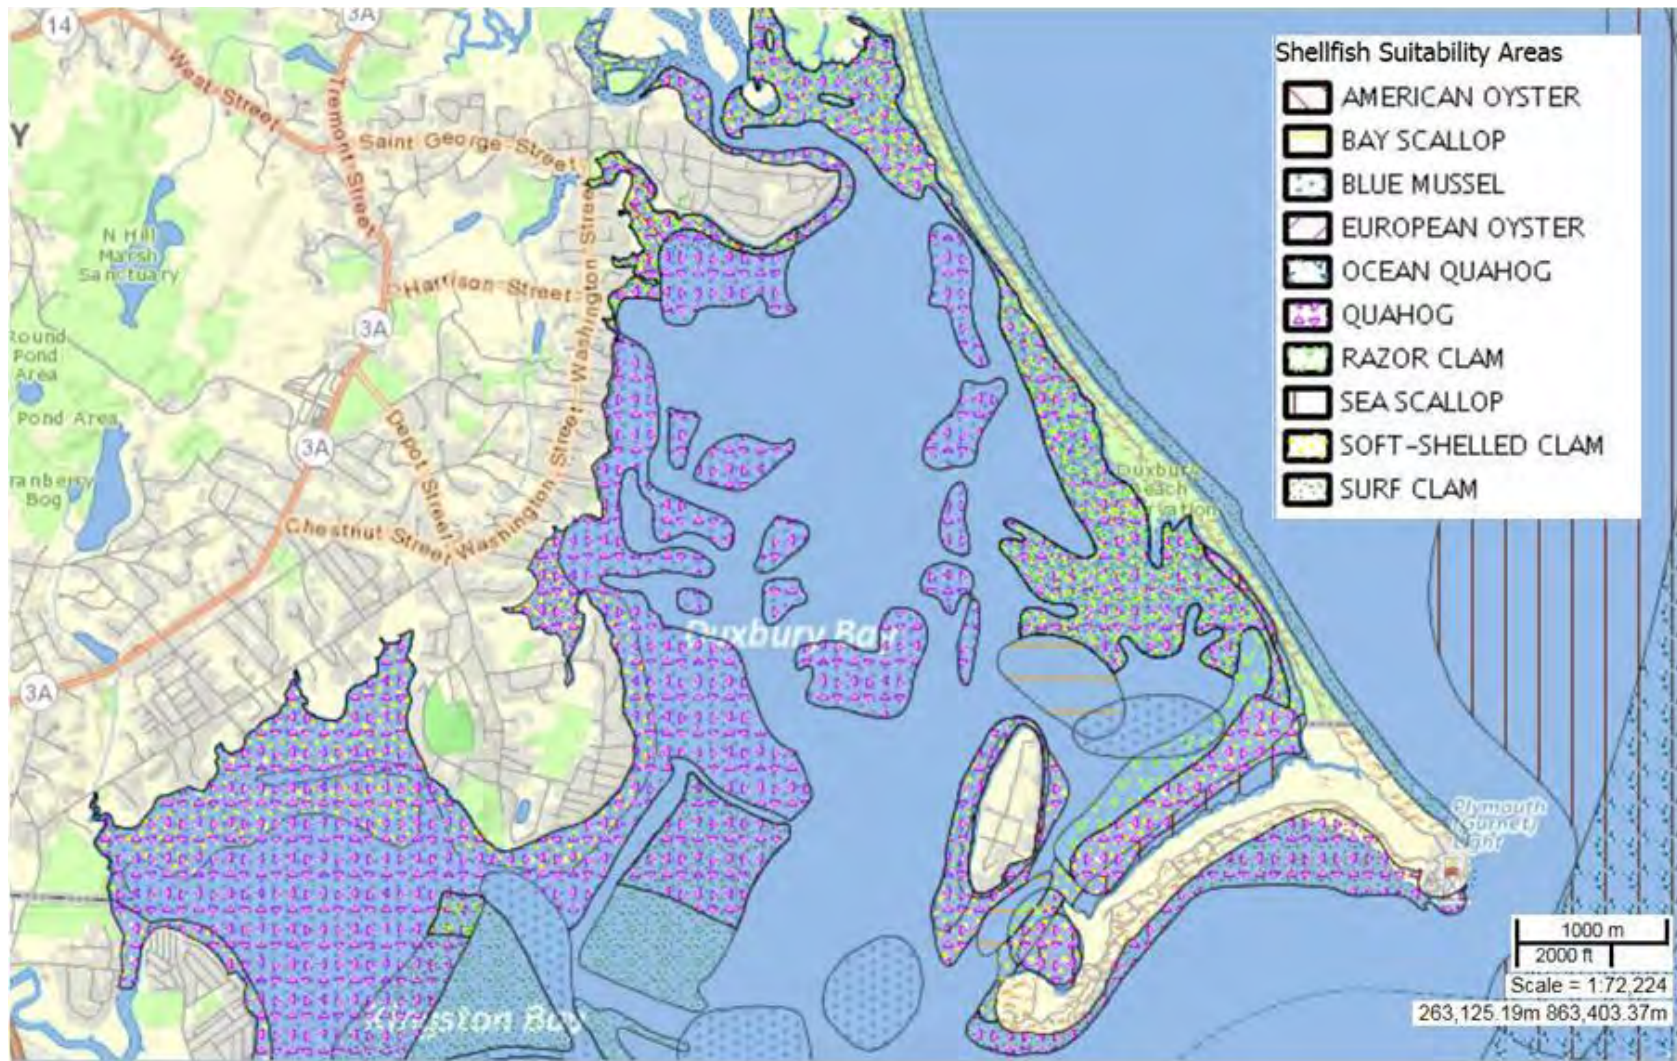 14
3A
West Street
Tremont Street
Saint George Street
Y
N Hill
Marsh
Sanctuary
Harrison Street
Washington Street
3A
Round
Pond
Area
Pond Area
3A
Depot Street
Bog
Chestnut Street
Washington Street
3A
Duxbury Bay
Duxbury
Plymouth
(Gurnet)
Light
Kingston Bay
Shellfish Suitability Areas
AMERICAN OYSTER
BAY SCALLOP
BLUE MUSSEL
EUROPEAN OYSTER
OCEAN QUAHOG
QUAHOG
RAZOR CLAM
SEA SCALLOP
SOFT-SHELLED CLAM
SURF CLAM
1000 m
2000 ft
Scale = 1:72,224
263,125.19m 863,403.37m